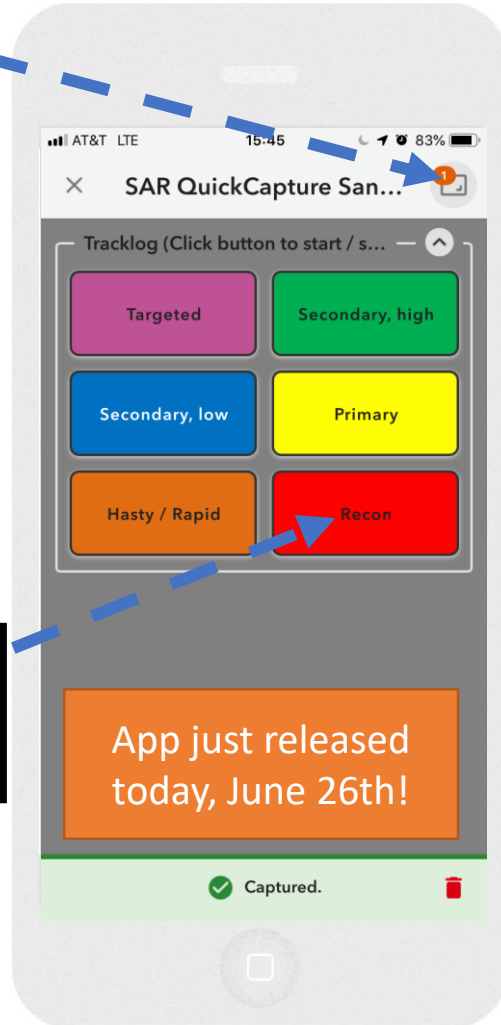 AT&T LTE 15:45 83%
1
SAR QuickCapture San...
Tracklog (Click button to start / s...
Targeted
Secondary, high
Secondary, low
Primary
Hasty / Rapid
Recon
App just released
today, June 26th!
Captured.